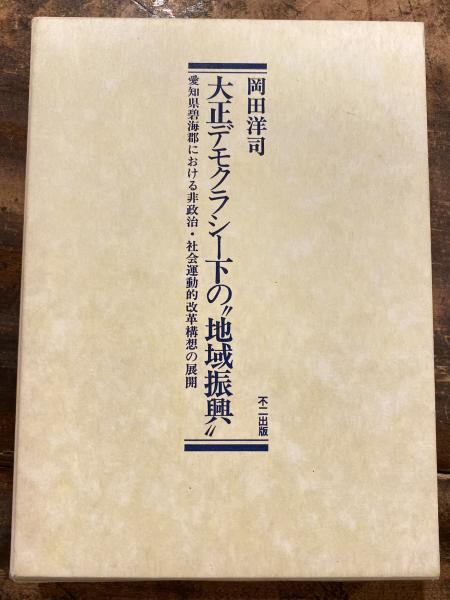 岡田洋司
大正デモクラシー下の〝地域振興〟
愛知県碧海郡における非政治・社会運動的改革構想の展開
不二出版